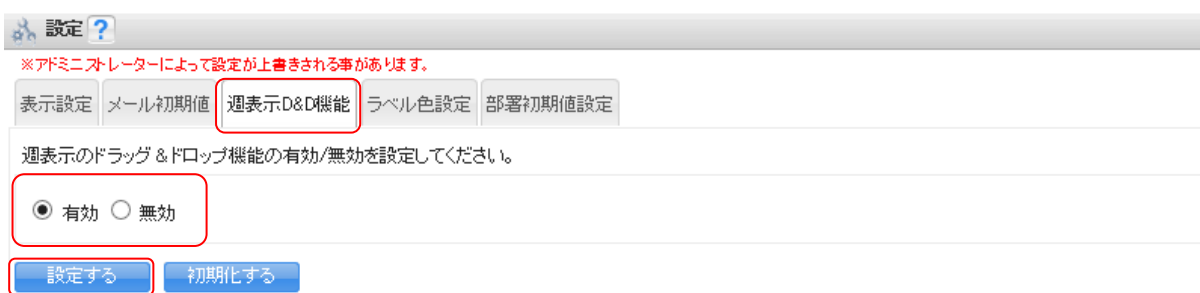 設定 ?
※アドミニストレーターによって設定が上書きされる事があります。
表示設定 メール初期値 週表示D&D機能 ラベル色設定 部署初期値設定
週表示のドラッグ&ドロップ機能の有効/無効を設定してください。
有効 無効
設定する 初期化する